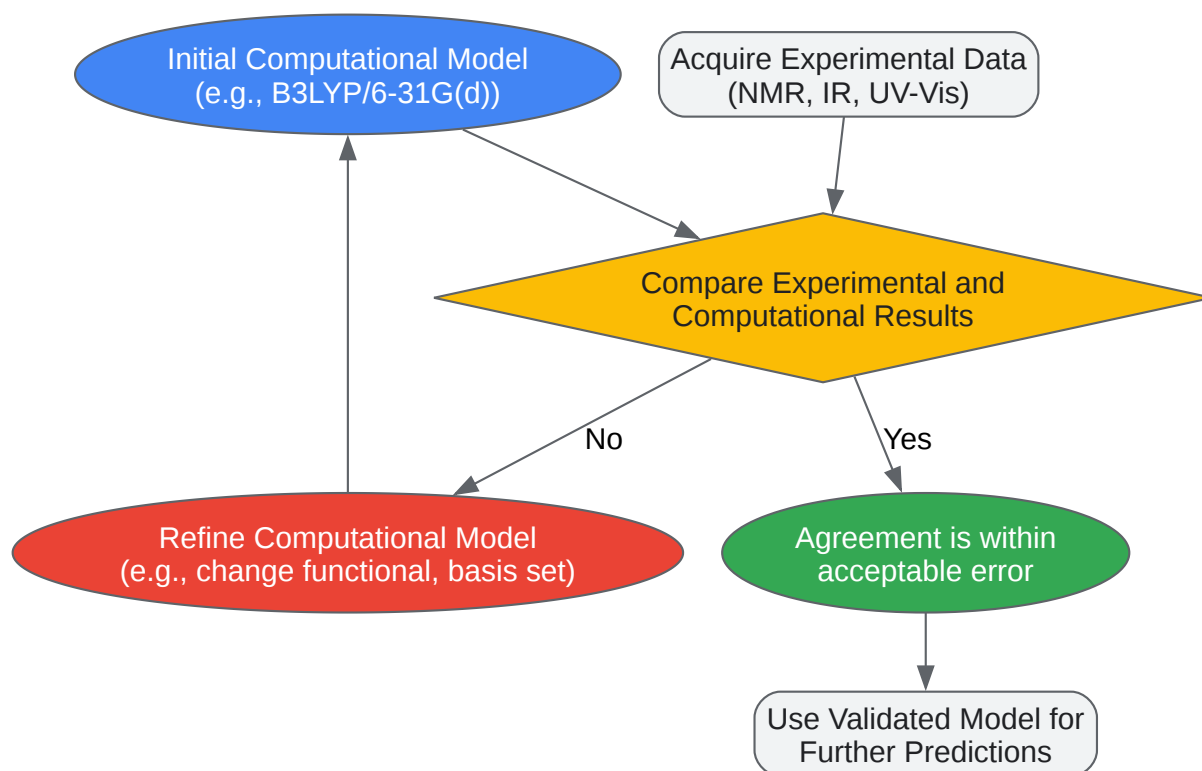 Initial Computational Model
(e.g., B3LYP/6-31G(d))
Acquire Experimental Data
(NMR, IR, UV-Vis)
Compare Experimental and
Computational Results
No
Yes
Refine Computational Model
(e.g., change functional, basis set)
Agreement is within
acceptable error
Use Validated Model for
Further Predictions